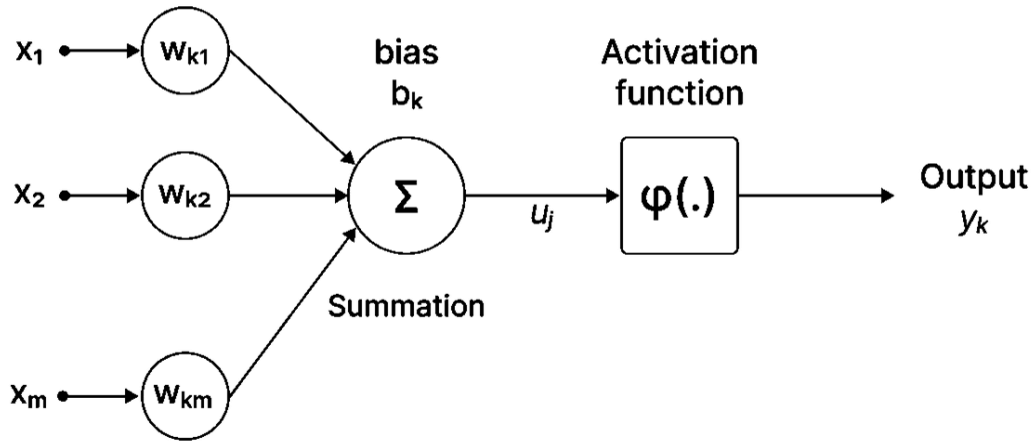 x₁
wₖ₁
bias
bₖ
Activation
function
x₂
wₖ₂
Σ
uⱼ
φ(.)
Output
yₖ
Summation
xₘ
wₖₘ